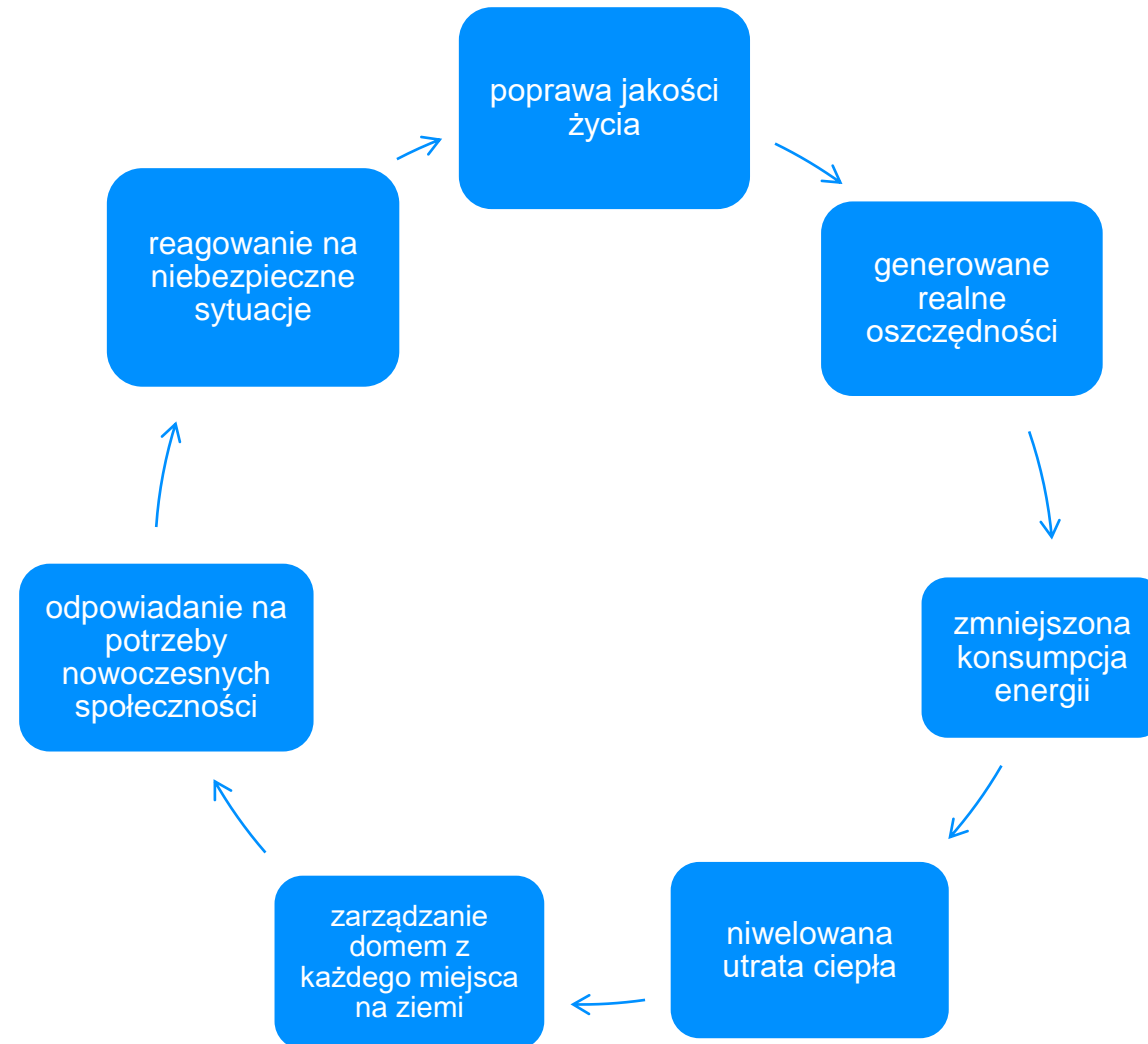 poprawa jakości
życia
generowane
realne
oszczędności
zmniejszona
konsumpcja
energii
niwelowana
utrata ciepła
zarządzanie
domem z
każdego miejsca
na ziemi
odpowiadanie na
potrzeby
nowoczesnych
społeczności
reagowanie na
niebezpieczne
sytuacje